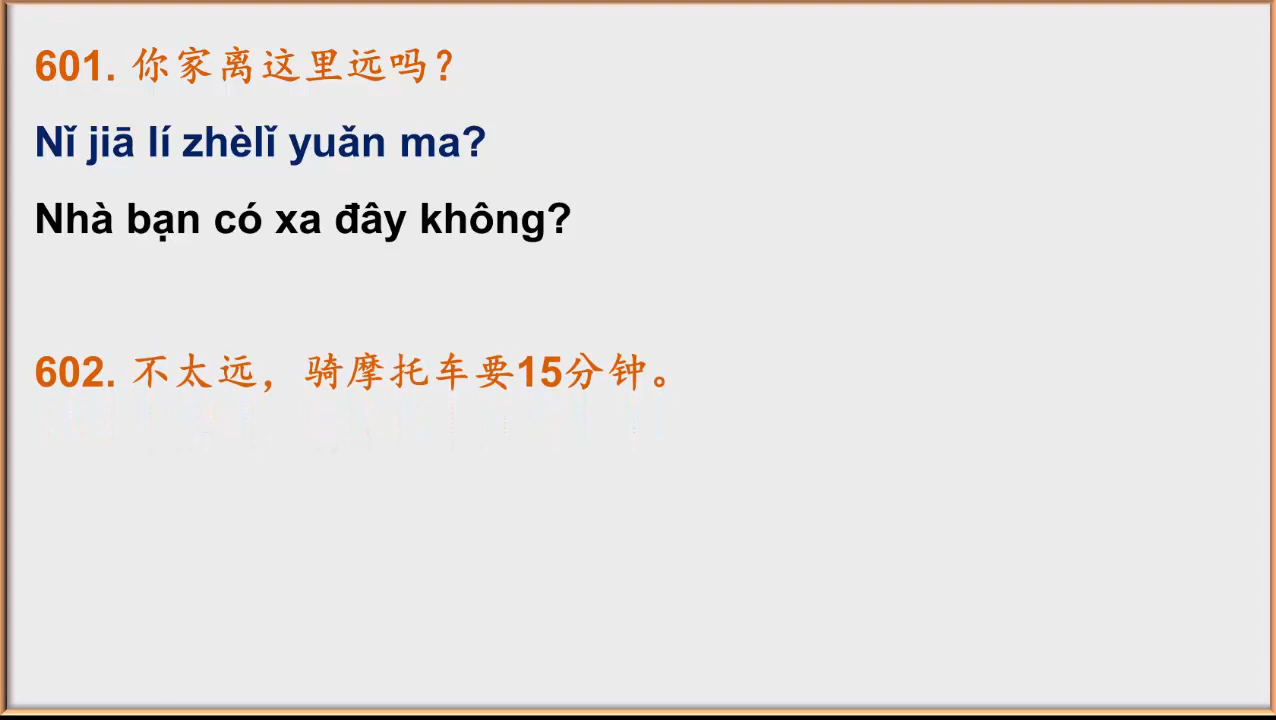 601. 你家离这里远吗？
Nǐ jiā lí zhèlǐ yuǎn ma?
Nhà bạn có xa đây không?
602. 不太远，骑摩托车要15分钟。